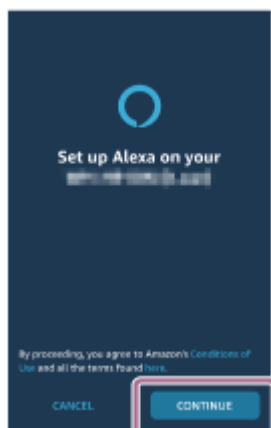 Set up Alexa on your
By proceeding, you agree to Amazon's Conditions of
Use and all the terms found here.
CANCEL
CONTINUE